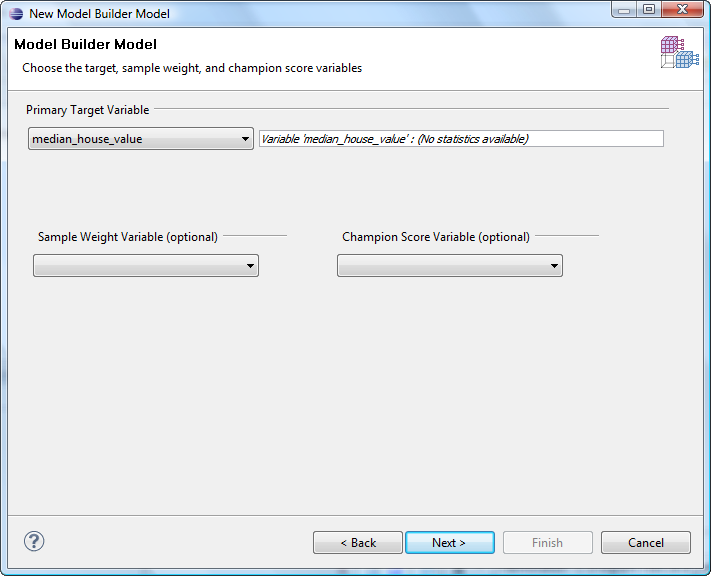 New Model Builder Model
Model Builder Model
Choose the target, sample weight, and champion score variables
Primary Target Variable
median_house_value Variable 'median_house_value' : (No statistics available)
Sample Weight Variable (optional) Champion Score Variable (optional)
? < Back Next > Finish Cancel